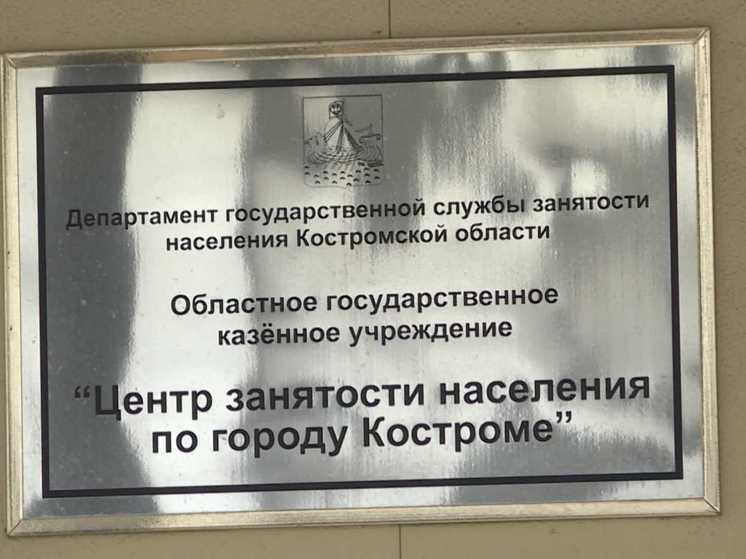 Департамент государственной службы занятости
населения Костромской области
Областное государственное
казённое учреждение
“Центр занятости населения
по городу Костроме”